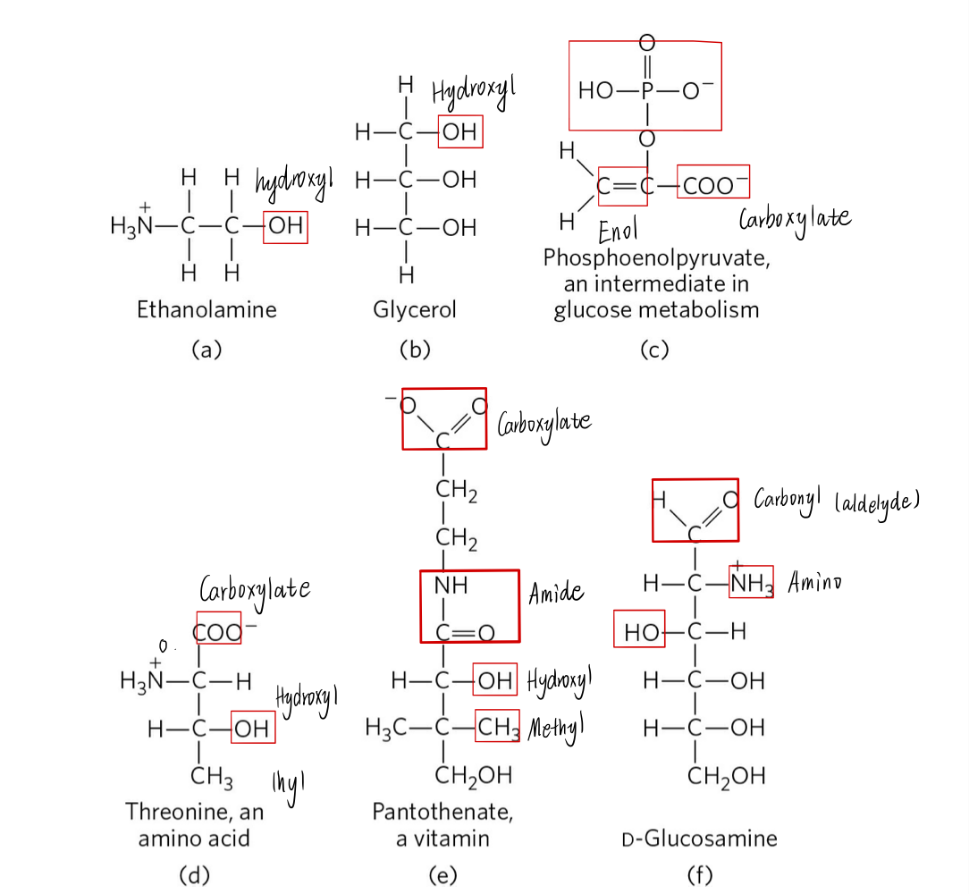 H
Hydroxyl
H—C—OH
H H hydroxyl
H—C—OH
H₃N⁺—C—C—OH
H—C—OH
H H
H
Ethanolamine
Glycerol
(a)
(b)
O
HO—P—O⁻
O
H
C=C—COO⁻
H
Enol
Carboxylate
Phosphoenolpyruvate,
an intermediate in
glucose metabolism
(c)
Carboxylate
COO⁻
O.
H₃N⁺—C—H
Hydroxyl
H—C—OH
CH₃
lhyl
Threonine, an
amino acid
(d)
⁻O O
Carboxylate
C
CH₂
CH₂
NH
Amide
C=O
H—C—OH Hydroxyl
H₃C—C—CH₃ Methyl
CH₂OH
Pantothenate,
a vitamin
(e)
H O Carbonyl (aldelyde)
C
H—C—NH₃⁺ Amino
HO—C—H
H—C—OH
H—C—OH
CH₂OH
D-Glucosamine
(f)